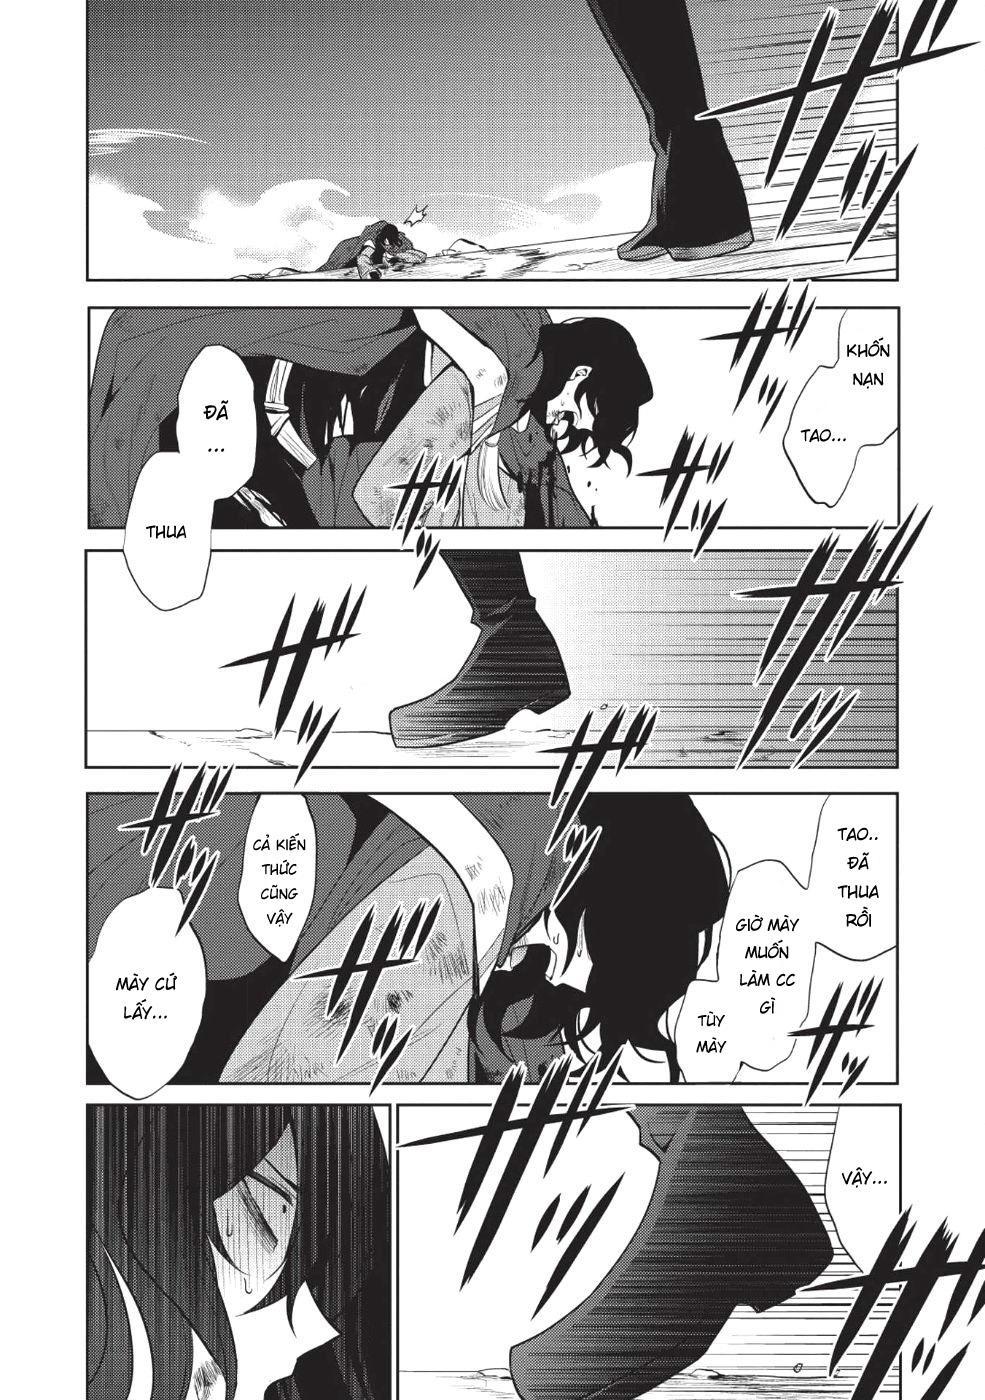 KHỐN
NẠN
TAO...
ĐÃ
...
THUA
TAO..
ĐÃ
THUA
RỒI
GIỜ MÀY
MUỐN
LÀM CC
GÌ
TÙY
MÀY
CẢ KIẾN
THỨC
CŨNG
VẬY
MÀY CỨ
LẤY...
VẬY...